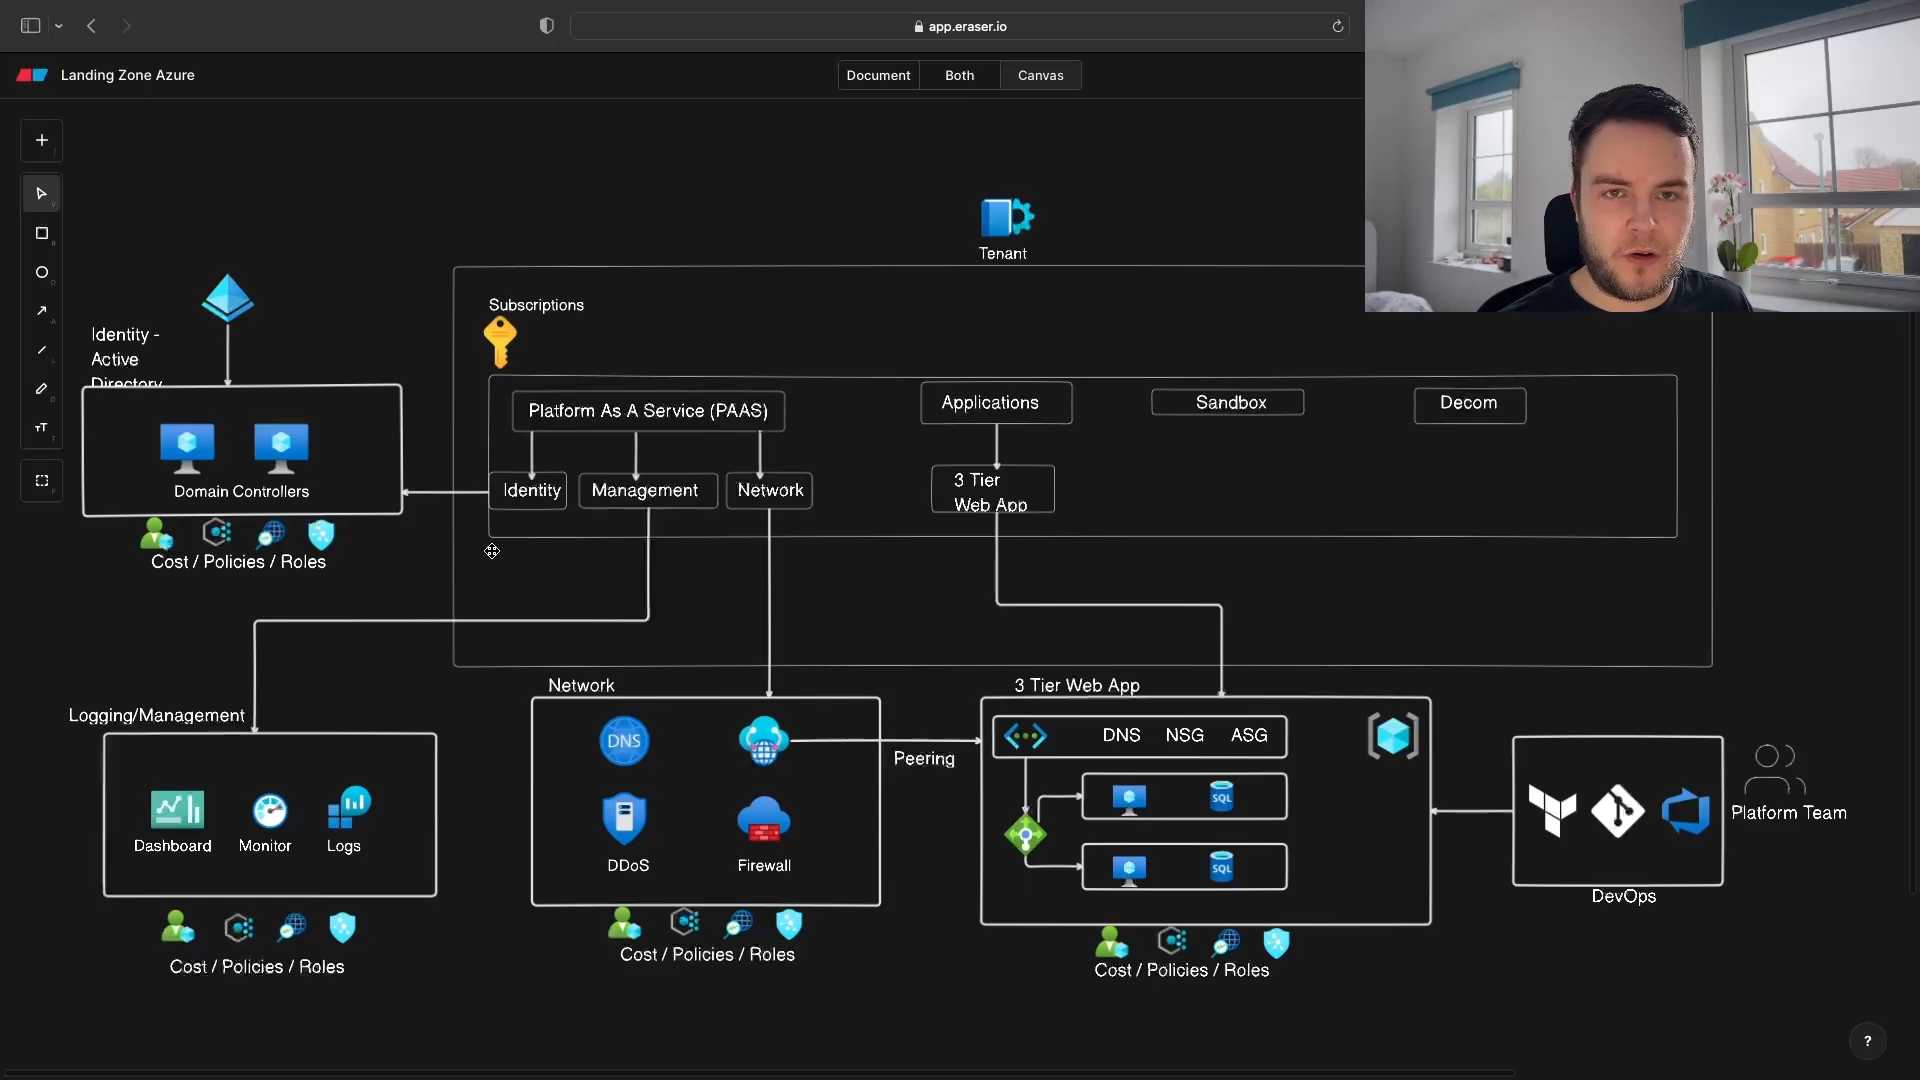 app.eraser.io
Landing Zone Azure
Document
Both
Canvas
Tenant
Subscriptions
Identity -
Active
Directory
Platform As A Service (PAAS)
Applications
Sandbox
Decom
Identity
Management
Network
3 Tier
Web App
Domain Controllers
Cost / Policies / Roles
Network
3 Tier Web App
Logging/Management
DNS
DNS
NSG
ASG
Peering
SQL
SQL
Dashboard
Monitor
Logs
DDoS
Firewall
Platform Team
DevOps
Cost / Policies / Roles
Cost / Policies / Roles
Cost / Policies / Roles
?